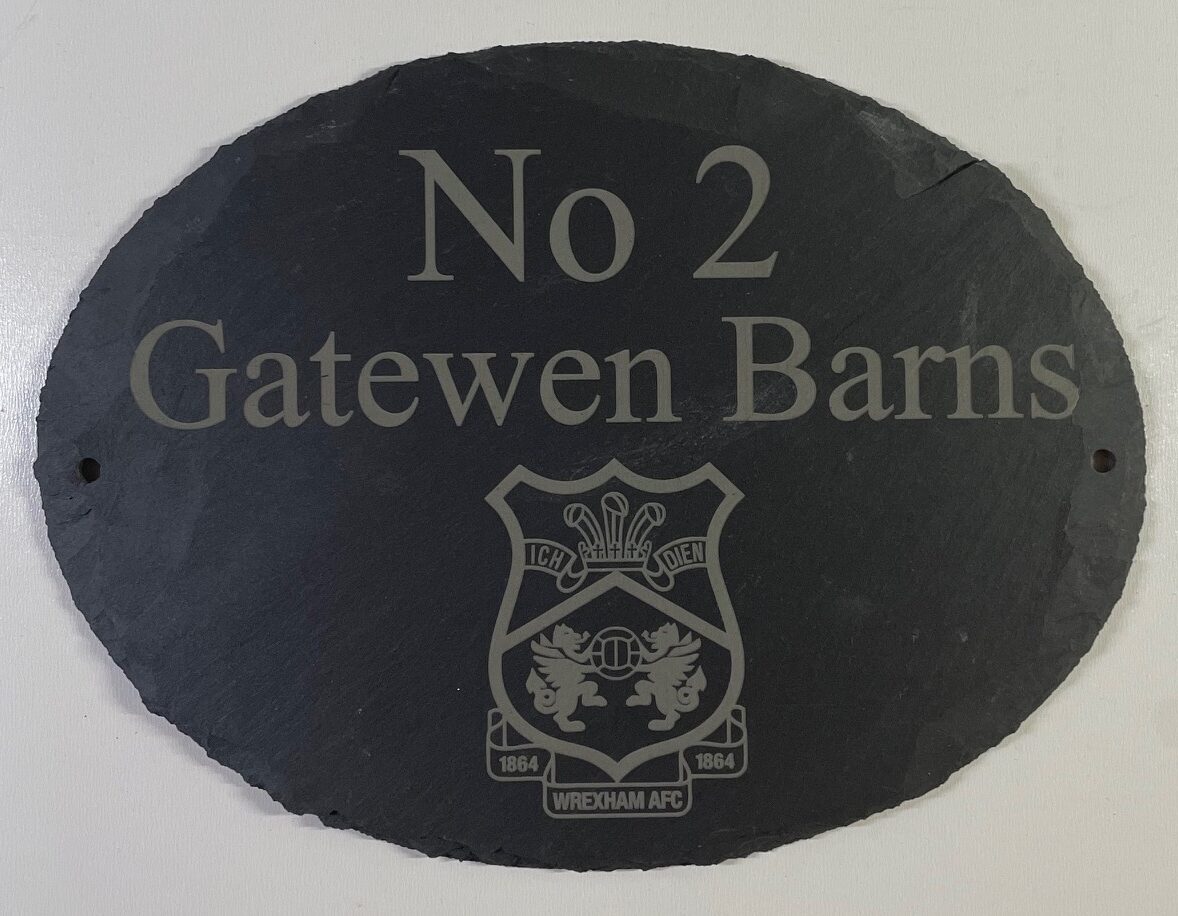 No 2
Gatewen Barns
ICH DIEN
1864 1864
WREXHAM AFC